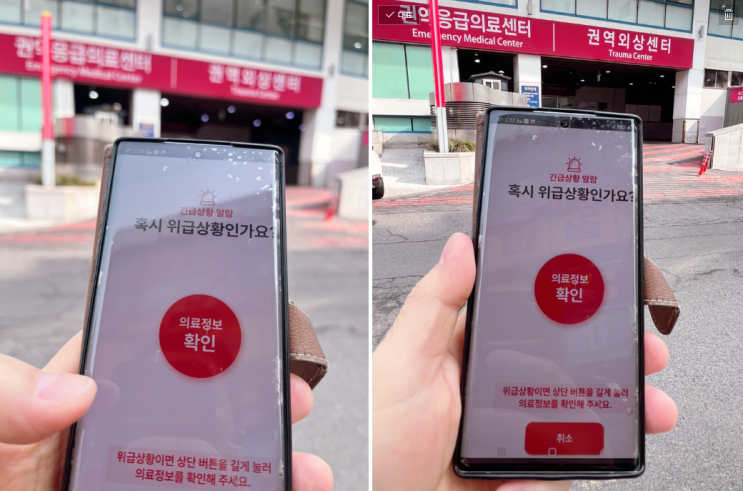 권역응급의료센터
Emergency Medical Center
권역외상센터
Trauma Center
긴급상황 알람
혹시 위급상황인가요?
의료정보
확인
위급상황이면 상단 버튼을 길게 눌러
의료정보를 확인해 주세요.
대표
권역응급의료센터
Emergency Medical Center
권역외상센터
Trauma Center
긴급상황 알람
혹시 위급상황인가요?
의료정보
확인
위급상황이면 상단 버튼을 길게 눌러
의료정보를 확인해 주세요.
취소